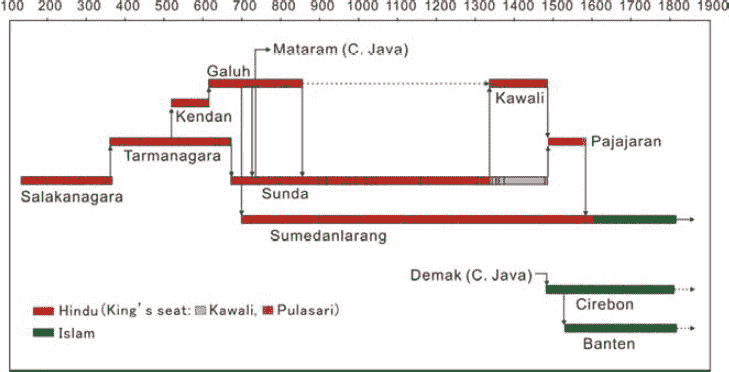 100 200 300 400 500 600 700 800 900 1000 1100 1200 1300 1400 1500 1600 1700 1800 1900
Mataram (C. Java)
Galuh
Kendan
Kawali
Tarmanagara
Pajajaran
Salakanagara
Sunda
Sumedanlarang
Demak (C. Java)
Cirebon
Banten
Hindu (King's seat: Kawali, Pulasari)
Islam